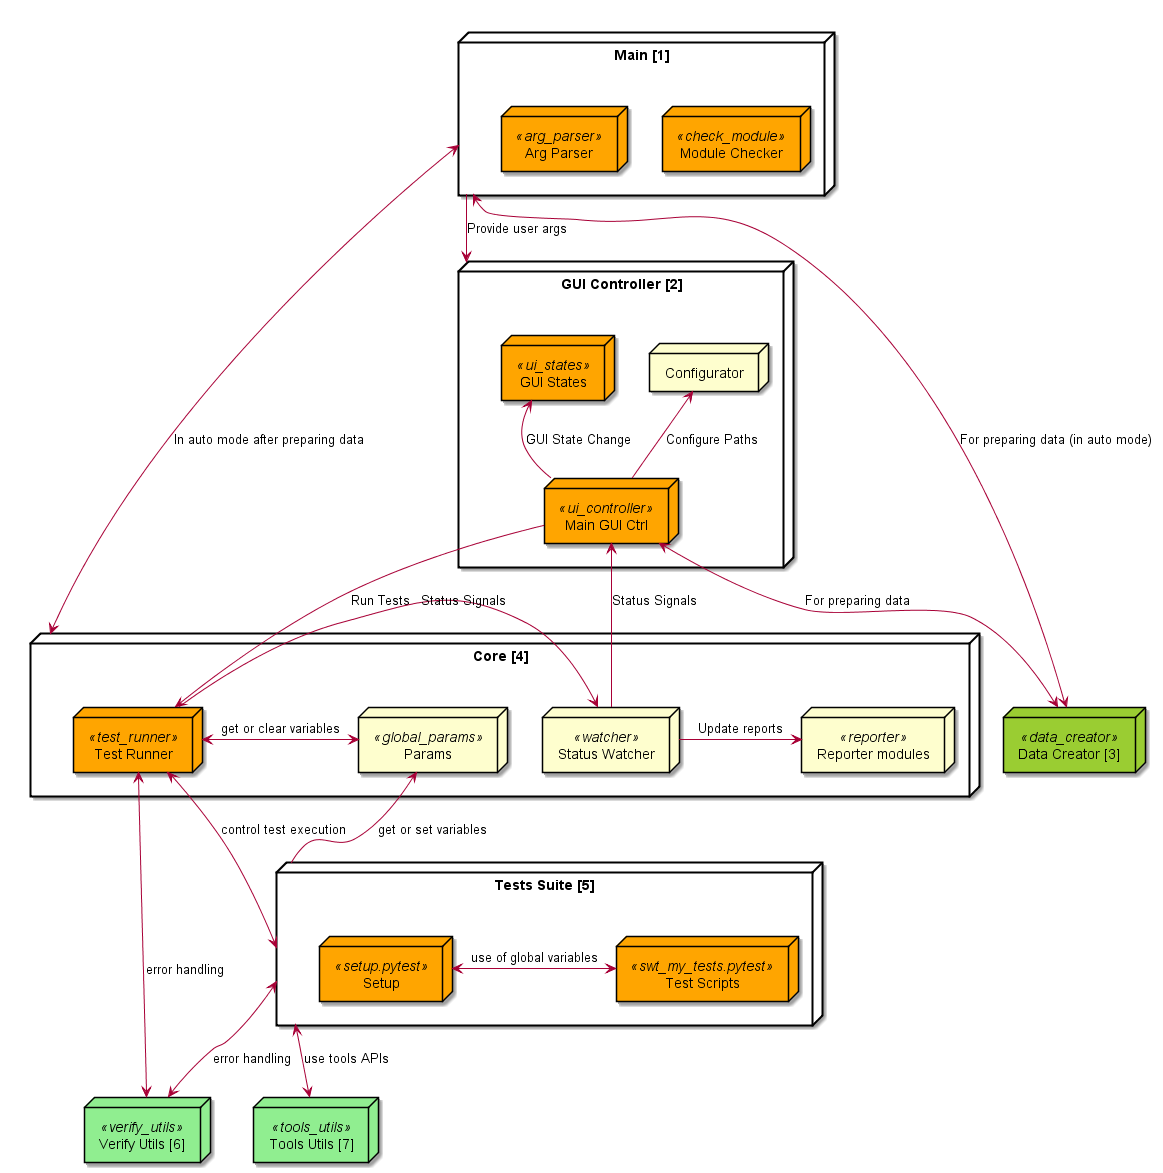 Main [1]
«arg_parser»
Arg Parser
«check_module»
Module Checker
Provide user args
GUI Controller [2]
«ui_states»
GUI States
Configurator
In auto mode after preparing data
GUI State Change
Configure Paths
For preparing data (in auto mode)
«ui_controller»
Main GUI Ctrl
Run Tests
Status Signals
Status Signals
For preparing data
Core [4]
«test_runner»
Test Runner
get or clear variables
«global_params»
Params
«watcher»
Status Watcher
Update reports
«reporter»
Reporter modules
«data_creator»
Data Creator [3]
control test execution
get or set variables
Tests Suite [5]
«setup.pytest»
Setup
use of global variables
«swt_my_tests.pytest»
Test Scripts
error handling
error handling
use tools APIs
«verify_utils»
Verify Utils [6]
«tools_utils»
Tools Utils [7]